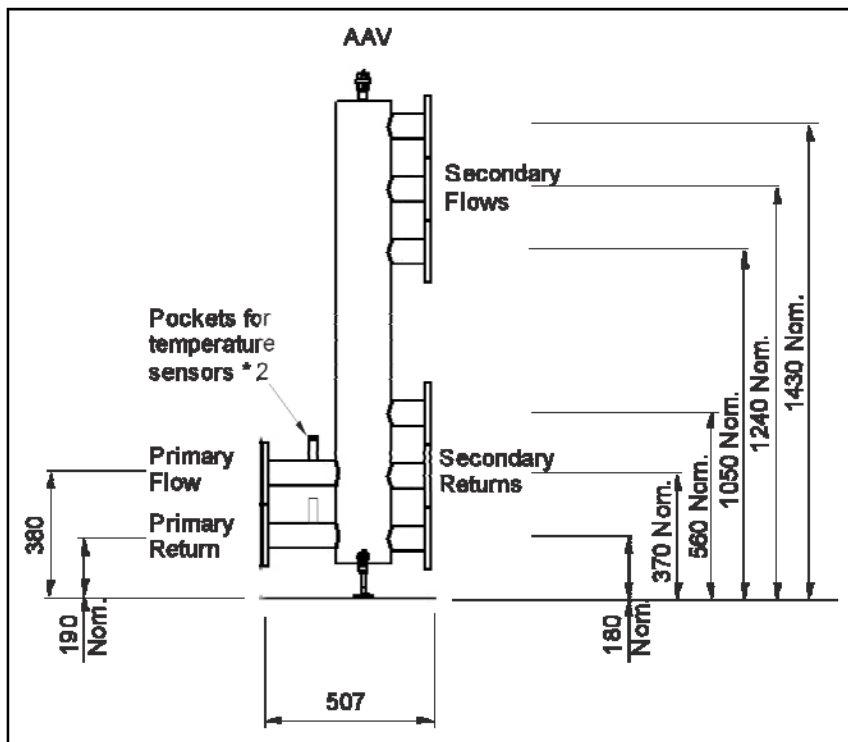 AAV
Secondary
Flows
Pockets for
temperature
sensors *2
Primary
Flow
Secondary
Returns
Primary
Return
380
190
Nom.
507
180
Nom.
370 Nom.
560 Nom.
1050 Nom.
1240 Nom.
1430 Nom.